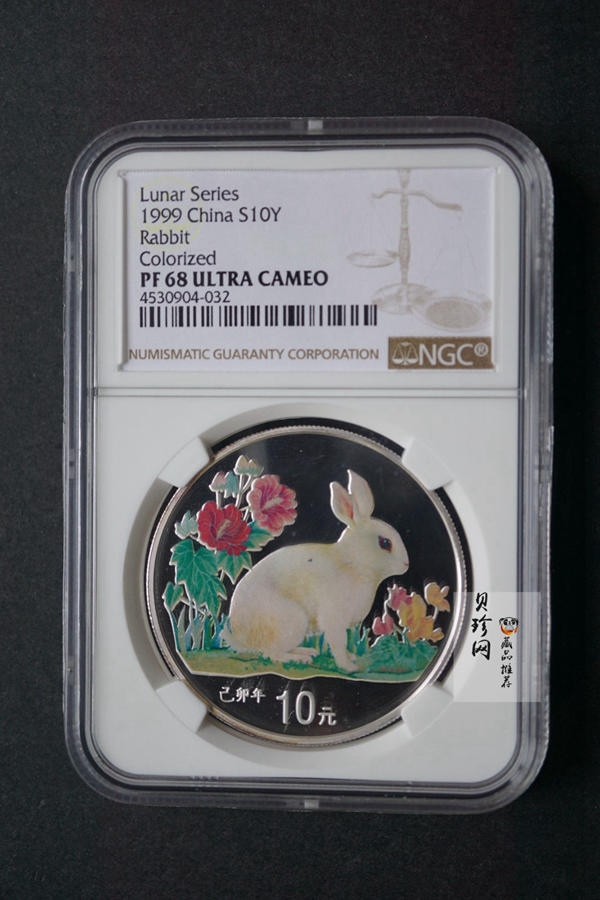 Lunar Series
1999 China S10Y
Rabbit
Colorized
PF 68 ULTRA CAMEO
4530904-032
NUMISMATIC GUARANTY CORPORATION
NGC®
己卯年 10元
贝珍网
藏品推荐